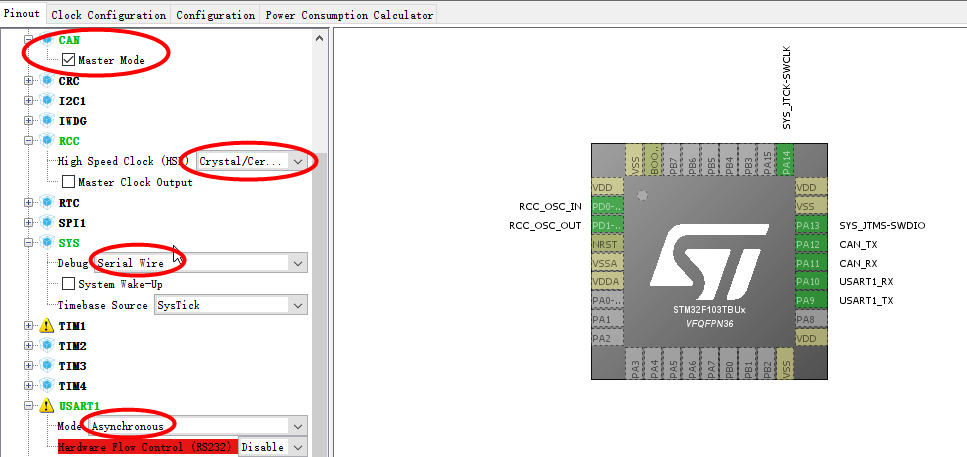 Pinout Clock Configuration Configuration Power Consumption Calculator
CAN
Master Mode
CRC
I2C1
IWDG
RCC
High Speed Clock (HSE) Crystal/Cer...
Master Clock Output
RTC
SPI1
SYS
Debug Serial Wire
System Wake-Up
Timebase Source SysTick
TIM1
TIM2
TIM3
TIM4
USART1
Mode Asynchronous
Hardware Flow Control (RS232) Disable
SYS_JTCK-SWCLK
VSS BOO.. PB7 PB6 PB5 PB4 PB3 PA15 PA14
VDD
RCC_OSC_IN PD0-..
RCC_OSC_OUT PD1-..
NRST
VSSA
VDDA
PA0-..
PA1
PA2
VDD
VSS
PA13 SYS_JTMS-SWDIO
PA12 CAN_TX
PA11 CAN_RX
PA10 USART1_RX
PA9 USART1_TX
PA8
VDD
ST
STM32F103TBUx
VFQFPN36
PA3 PA4 PA5 PA6 PA7 PB0 PB1 PB2 VSS